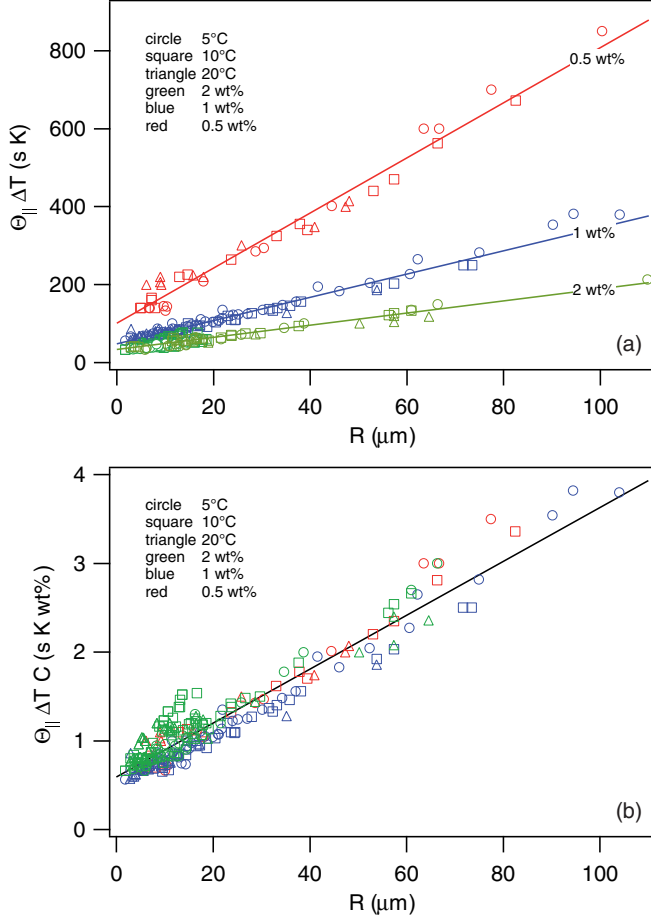 800
600
400
200
0
Θ|| ΔT (s K)
circle 5°C
square 10°C
triangle 20°C
green 2 wt%
blue 1 wt%
red 0.5 wt%
0.5 wt%
1 wt%
2 wt%
(a)
0 20 40 60 80 100
R (μm)
4
3
2
1
0
Θ|| ΔT C (s K wt%)
circle 5°C
square 10°C
triangle 20°C
green 2 wt%
blue 1 wt%
red 0.5 wt%
(b)
0 20 40 60 80 100
R (μm)